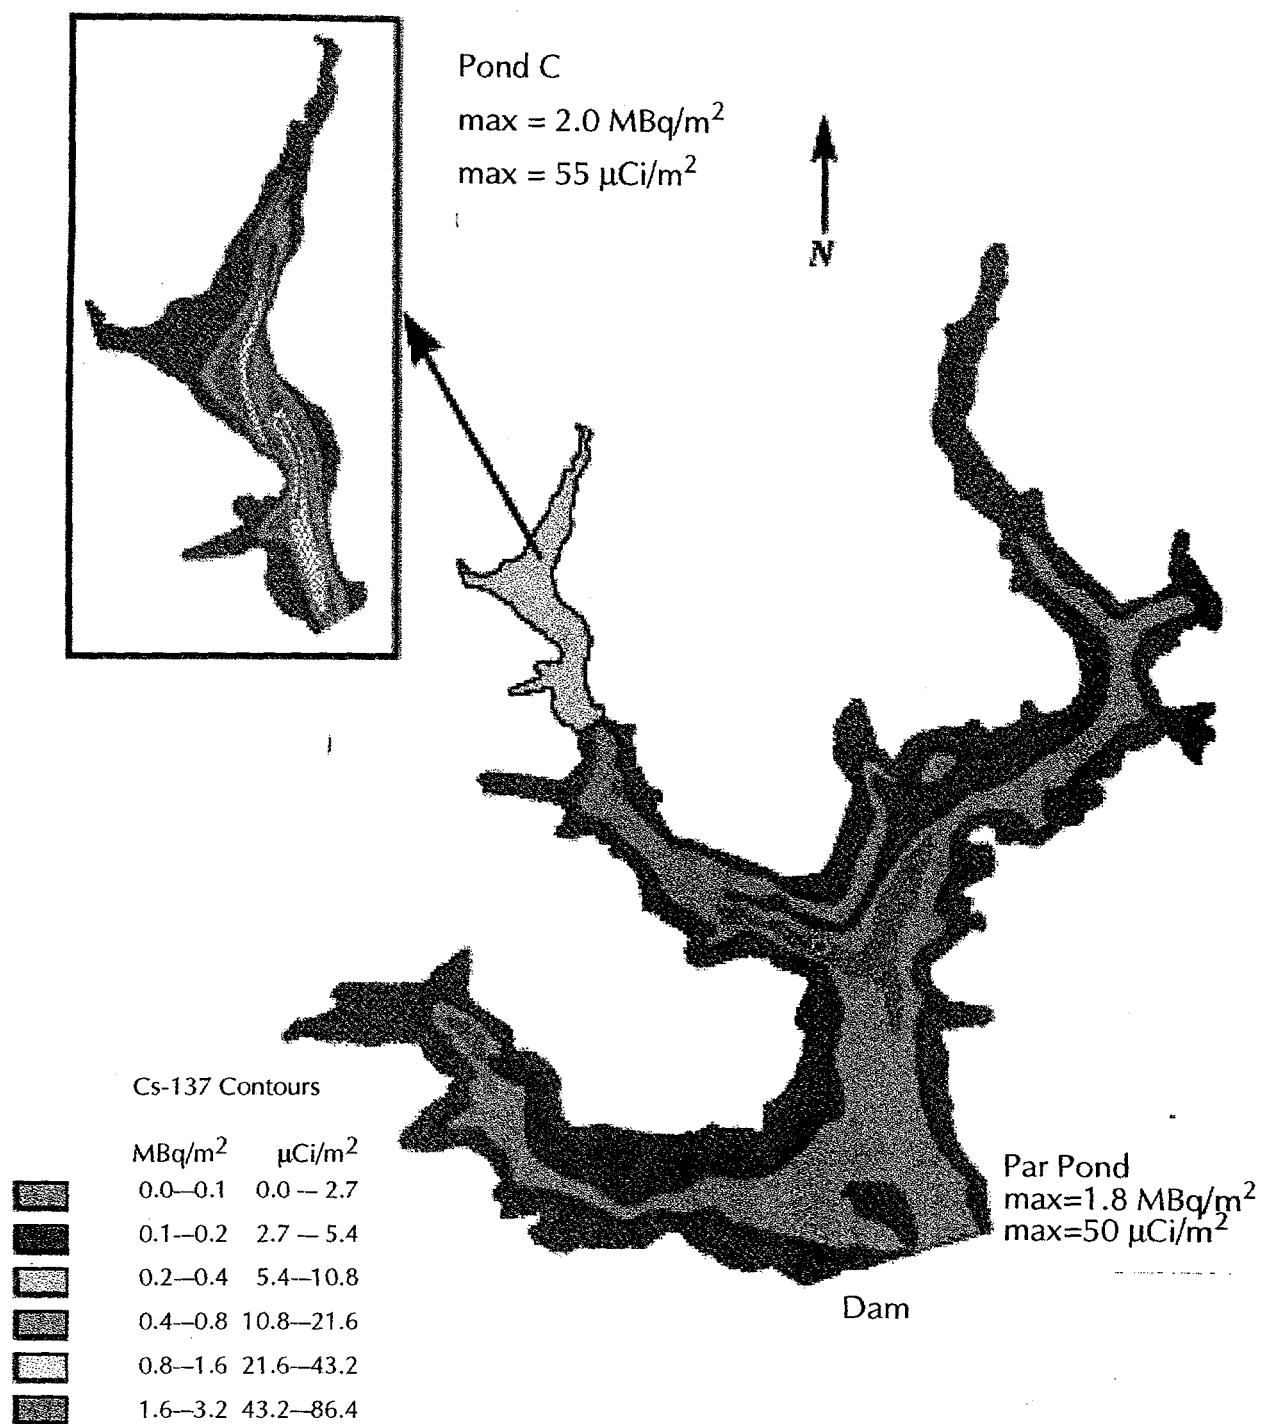 Pond C
max = 2.0 MBq/m²
max = 55 μCi/m²
N
Cs-137 Contours
MBq/m² μCi/m²
0.0—0.1 0.0 — 2.7
0.1—0.2 2.7 — 5.4
0.2—0.4 5.4—10.8
0.4—0.8 10.8—21.6
0.8—1.6 21.6—43.2
1.6—3.2 43.2—86.4
Par Pond
max=1.8 MBq/m²
max=50 μCi/m²
Dam